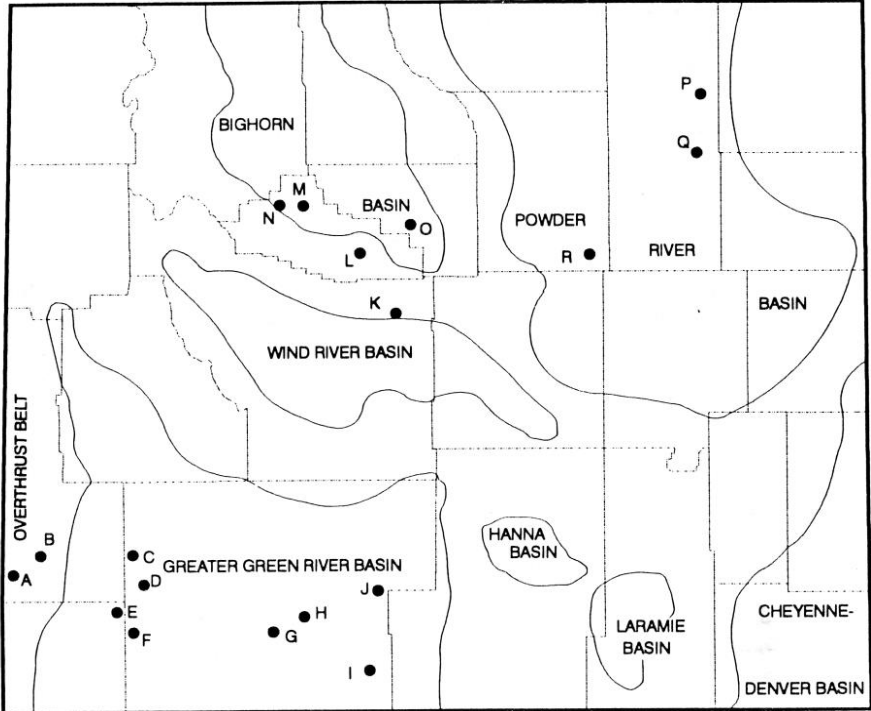 P
BIGHORN
Q
M
BASIN
N
O
POWDER
L
R
RIVER
K
BASIN
WIND RIVER BASIN
OVERTHRUST BELT
B
C
HANNA
BASIN
GREATER GREEN RIVER BASIN
A
D
J
E
H
CHEYENNE-
F
G
LARAMIE
BASIN
I
DENVER BASIN